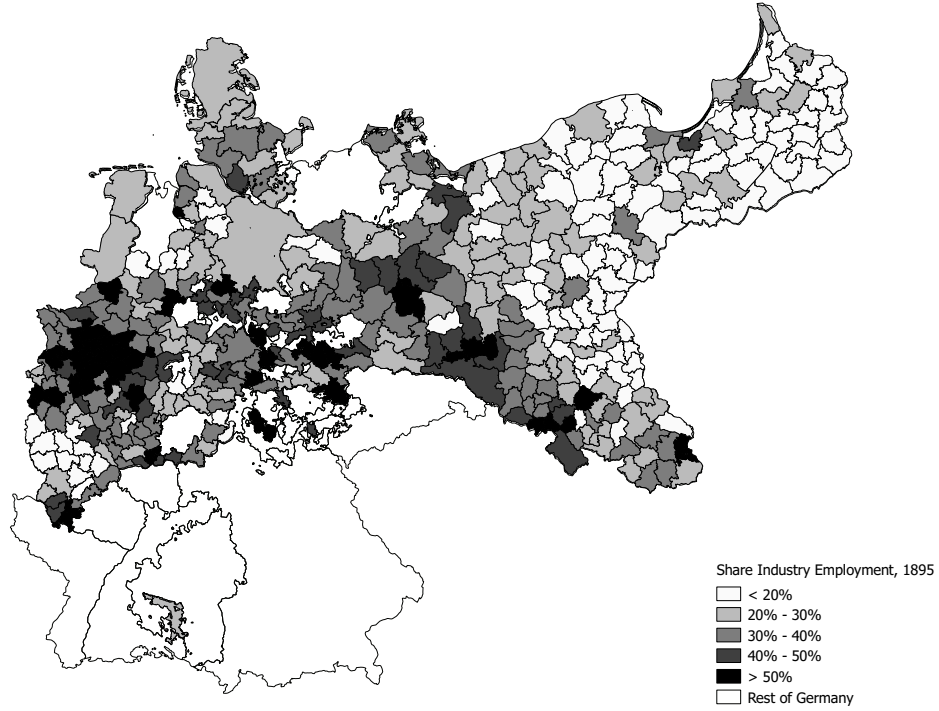 Share Industry Employment, 1895
< 20%
20% - 30%
30% - 40%
40% - 50%
> 50%
Rest of Germany